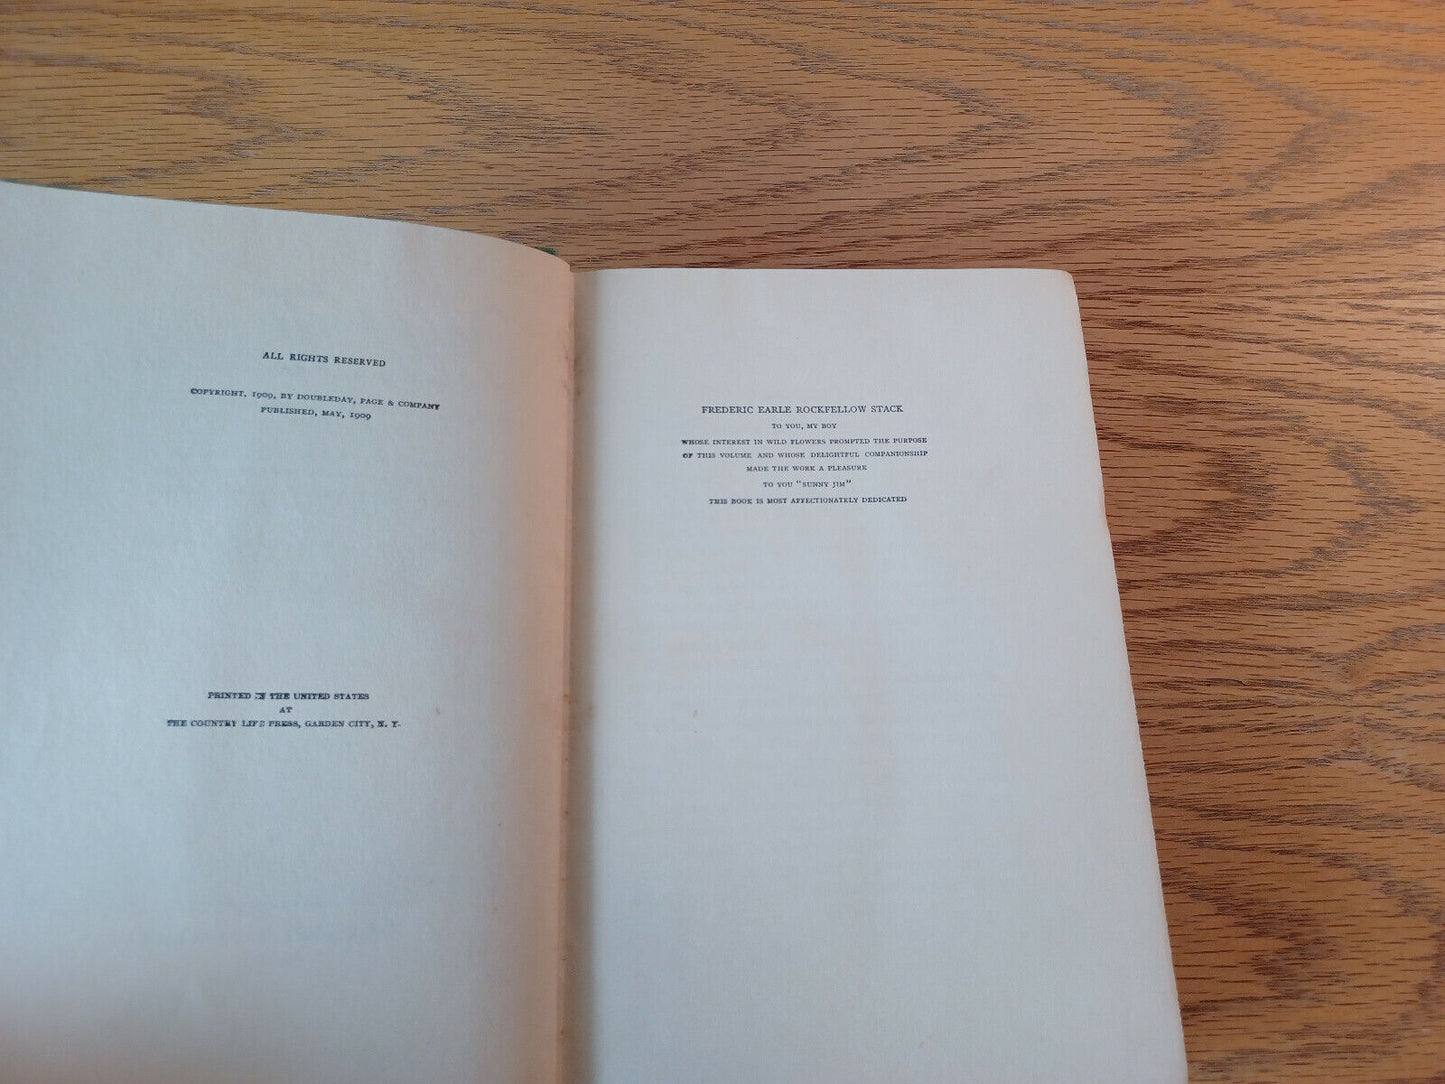 ALL RIGHTS RESERVED
COPYRIGHT, 1909, BY DOUBLEDAY, PAGE & COMPANY
PUBLISHED, MAY, 1909
PRINTED IN THE UNITED STATES
AT
THE COUNTRY LIFE PRESS, GARDEN CITY, N. Y.
FREDERIC EARLE ROCKFELLOW STACK
TO YOU, MY BOY
WHOSE INTEREST IN WILD FLOWERS PROMPTED THE PURPOSE
OF THIS VOLUME AND WHOSE DELIGHTFUL COMPANIONSHIP
MADE THE WORK A PLEASURE
TO YOU "SUNNY JIM"
THIS BOOK IS MOST AFFECTIONATELY DEDICATED